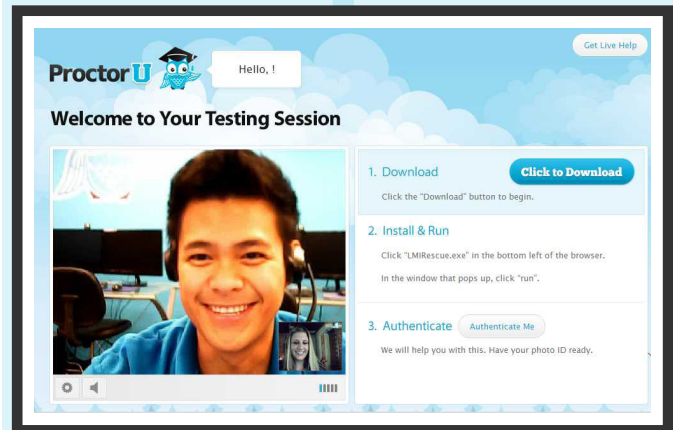 Get Live Help
ProctorU
Hello, !
Welcome to Your Testing Session
1. Download
Click to Download
Click the "Download" button to begin.
2. Install & Run
Click "LMIRescue.exe" in the bottom left of the browser.
In the window that pops up, click "run".
3. Authenticate
Authenticate Me
We will help you with this. Have your photo ID ready.